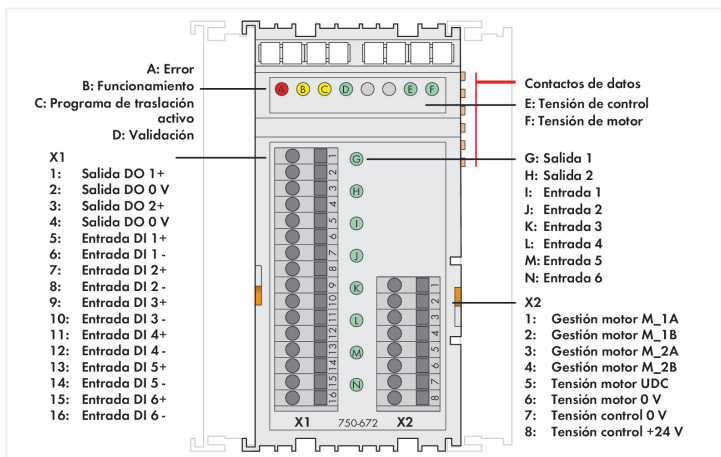 A: Error
B: Funcionamiento
C: Programa de traslación
activo
D: Validación
A B C D E F
Contactos de datos
E: Tensión de control
F: Tensión de motor
X1
1: Salida DO 1+
2: Salida DO 0 V
3: Salida DO 2+
4: Salida DO 0 V
5: Entrada DI 1+
6: Entrada DI 1 -
7: Entrada DI 2+
8: Entrada DI 2 -
9: Entrada DI 3+
10: Entrada DI 3 -
11: Entrada DI 4+
12: Entrada DI 4 -
13: Entrada DI 5+
14: Entrada DI 5 -
15: Entrada DI 6+
16: Entrada DI 6 -
1
2
3
4
5
6
7
8
9
10
11
12
13
14
15
16
G
H
I
J
K
L
M
N
1
2
3
4
5
6
7
8
X1 750-672 X2
G: Salida 1
H: Salida 2
I: Entrada 1
J: Entrada 2
K: Entrada 3
L: Entrada 4
M: Entrada 5
N: Entrada 6
X2
1: Gestión motor M_1A
2: Gestión motor M_1B
3: Gestión motor M_2A
4: Gestión motor M_2B
5: Tensión motor UDC
6: Tensión motor 0 V
7: Tensión control 0 V
8: Tensión control +24 V